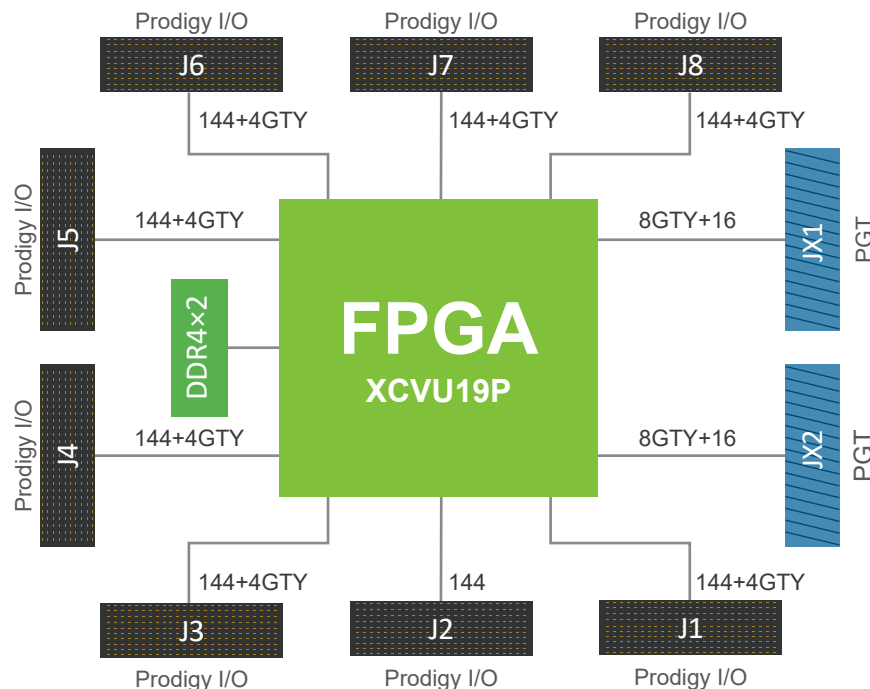 Prodigy I/O
Prodigy I/O
Prodigy I/O
J6
J7
J8
144+4GTY
144+4GTY
144+4GTY
Prodigy I/O
J5
144+4GTY
8GTY+16
JX1
PGT
DDR4×2
FPGA
XCVU19P
Prodigy I/O
J4
144+4GTY
8GTY+16
JX2
PGT
144+4GTY
144
144+4GTY
J3
J2
J1
Prodigy I/O
Prodigy I/O
Prodigy I/O